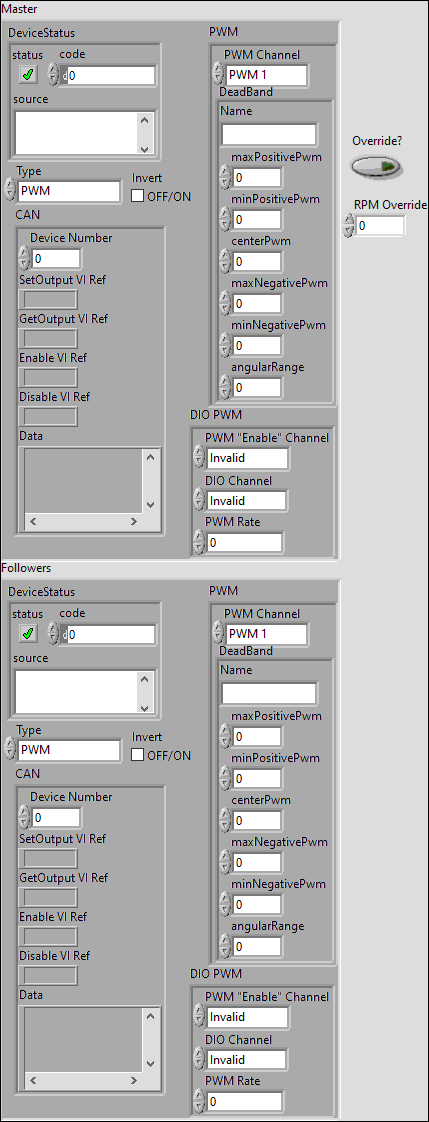 Master
DeviceStatus
status
code
d
0
source
Type
PWM
Invert
OFF/ON
CAN
Device Number
0
SetOutput VI Ref
GetOutput VI Ref
Enable VI Ref
Disable VI Ref
Data
PWM
PWM Channel
PWM 1
DeadBand
Name
maxPositivePwm
0
minPositivePwm
0
centerPwm
0
maxNegativePwm
0
minNegativePwm
0
angularRange
0
DIO PWM
PWM "Enable" Channel
Invalid
DIO Channel
Invalid
PWM Rate
0
Override?
RPM Override
0
Followers
DeviceStatus
status
code
d
0
source
Type
PWM
Invert
OFF/ON
CAN
Device Number
0
SetOutput VI Ref
GetOutput VI Ref
Enable VI Ref
Disable VI Ref
Data
PWM
PWM Channel
PWM 1
DeadBand
Name
maxPositivePwm
0
minPositivePwm
0
centerPwm
0
maxNegativePwm
0
minNegativePwm
0
angularRange
0
DIO PWM
PWM "Enable" Channel
Invalid
DIO Channel
Invalid
PWM Rate
0